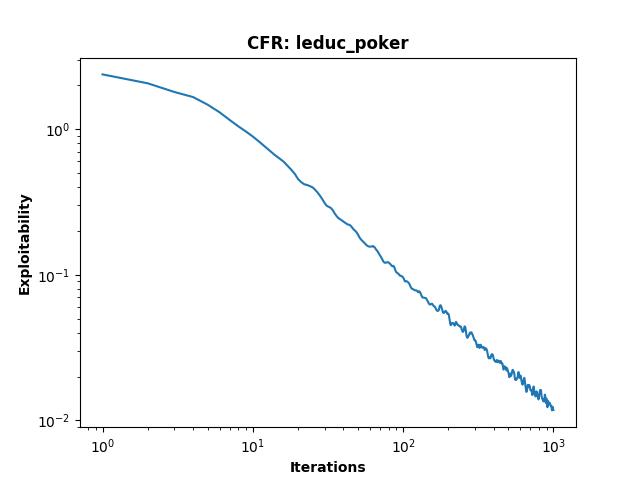 CFR: leduc_poker
Exploitability
10⁰
10⁻¹
10⁻²
10⁰ 10¹ 10² 10³
Iterations